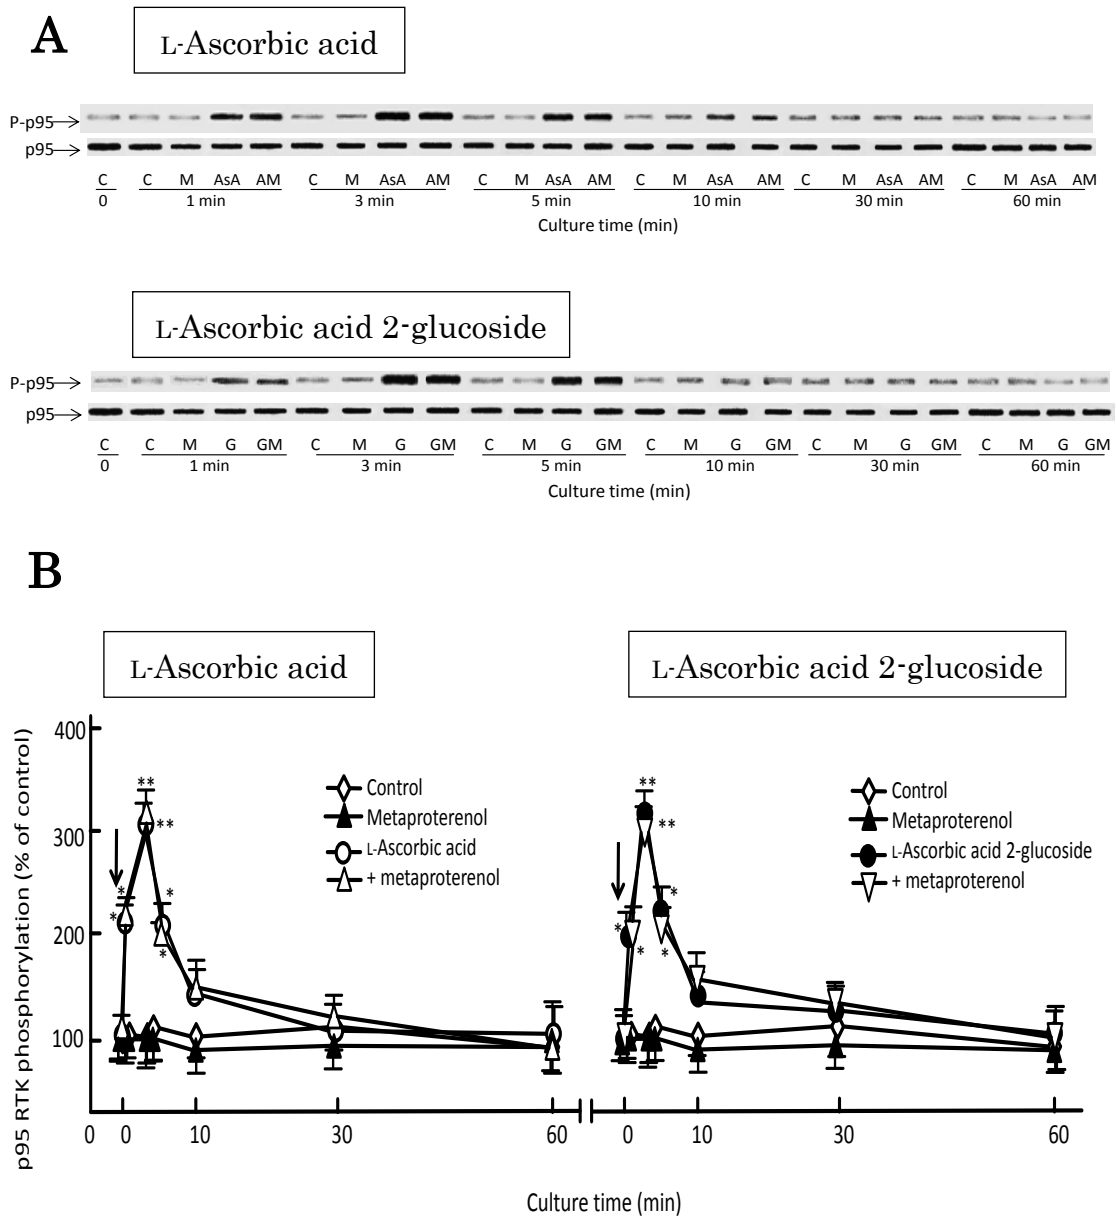 A
L-Ascorbic acid
P-p95
p95
C C M AsA AM C M AsA AM C M AsA AM C M AsA AM C M AsA AM C M AsA AM
0 1 min 3 min 5 min 10 min 30 min 60 min
Culture time (min)
L-Ascorbic acid 2-glucoside
P-p95
p95
C C M G GM C M G GM C M G GM C M G GM C M G GM C M G GM
0 1 min 3 min 5 min 10 min 30 min 60 min
Culture time (min)
B
L-Ascorbic acid
L-Ascorbic acid 2-glucoside
p95 RTK phosphorylation (% of control)
400
300
200
100
**
**
*
*
*
*
Control
Metaproterenol
L-Ascorbic acid
+ metaproterenol
**
**
*
*
*
*
Control
Metaproterenol
L-Ascorbic acid 2-glucoside
+ metaproterenol
0 0 10 30 60 0 10 30 60
Culture time (min)